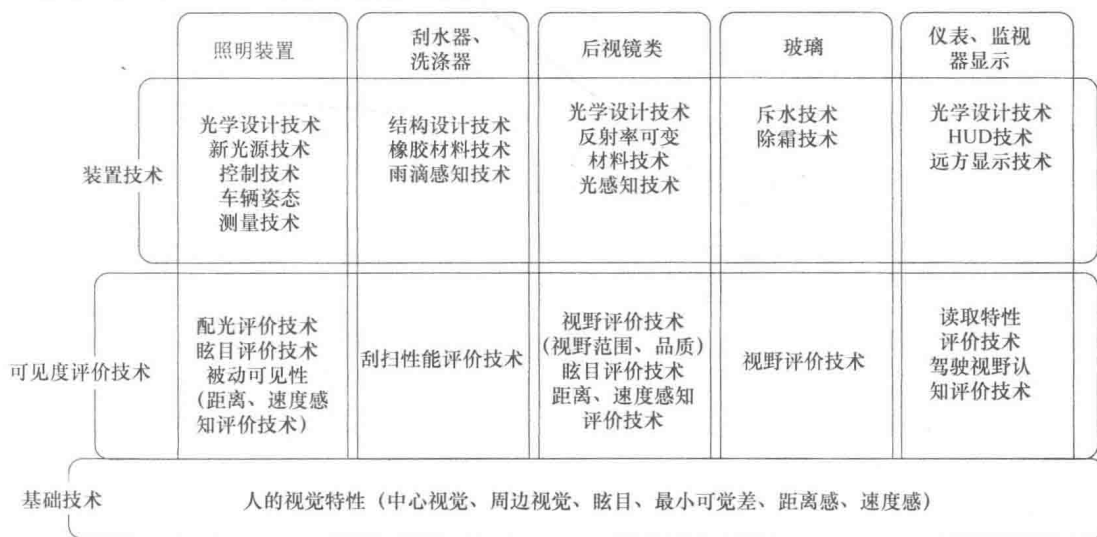 照明装置
刮水器、
洗涤器
后视镜类
玻璃
仪表、监视
器显示
装置技术
光学设计技术
新光源技术
控制技术
车辆姿态
测量技术
结构设计技术
橡胶材料技术
雨滴感知技术
光学设计技术
反射率可变
材料技术
光感知技术
斥水技术
除霜技术
光学设计技术
HUD技术
远方显示技术
可见度评价技术
配光评价技术
眩目评价技术
被动可见性
(距离、速度感
知评价技术)
刮扫性能评价技术
视野评价技术
(视野范围、品质)
眩目评价技术
距离、速度感知
评价技术
视野评价技术
读取特性
评价技术
驾驶视野认
知评价技术
基础技术
人的视觉特性 (中心视觉、周边视觉、眩目、最小可觉差、距离感、速度感)